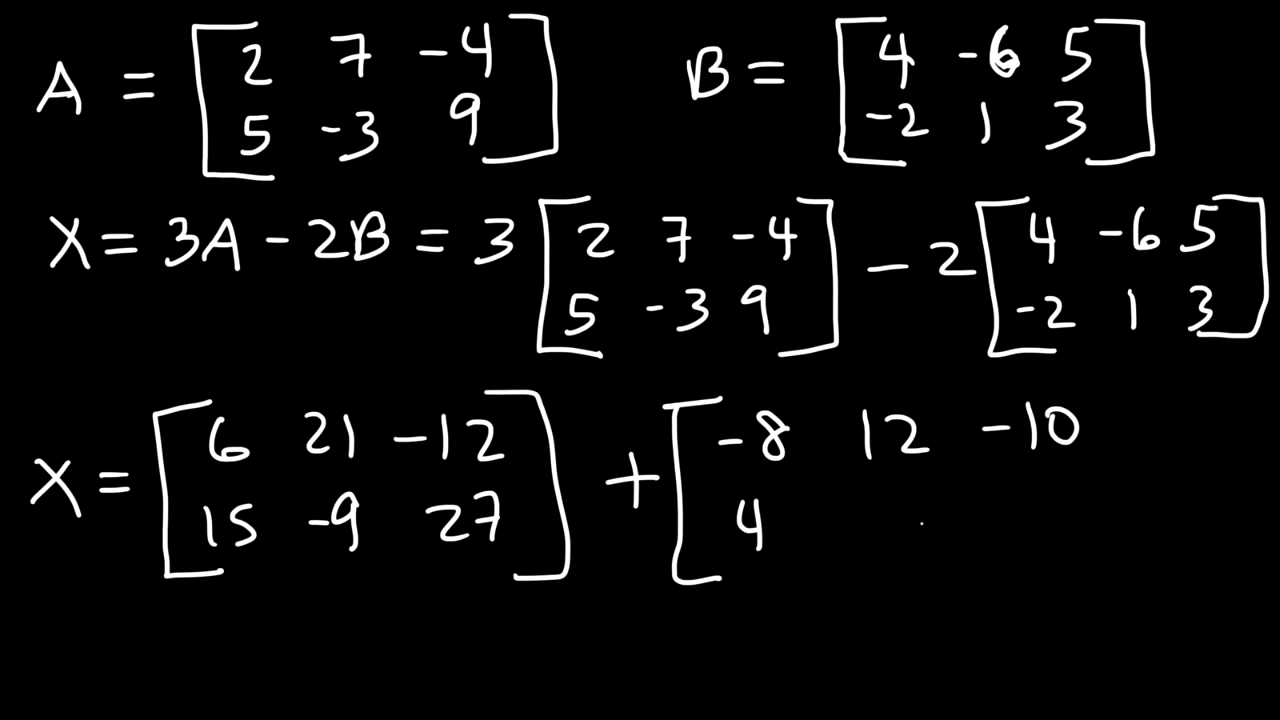 A = [ 2 7 -4 B = [ 4 -6 5
5 -3 9 ] -2 1 3 ]
X = 3A - 2B = 3 [ 2 7 -4 - 2 [ 4 -6 5
5 -3 9 ] -2 1 3 ]
X = [ 6 21 -12 + [ -8 12 -10
15 -9 27 ] 4